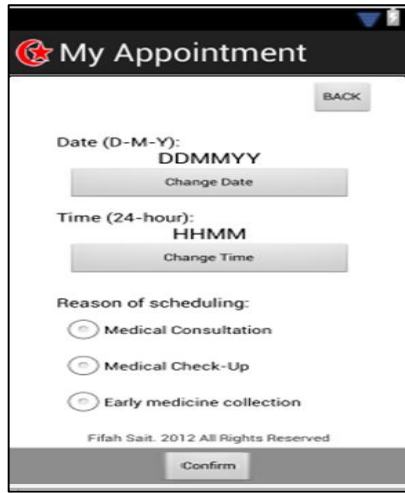 My Appointment
BACK
Date (D-M-Y):
DDMMYY
Change Date
Time (24-hour):
HHMM
Change Time
Reason of scheduling:
Medical Consultation
Medical Check-Up
Early medicine collection
Fifah Sait. 2012 All Rights Reserved
Confirm